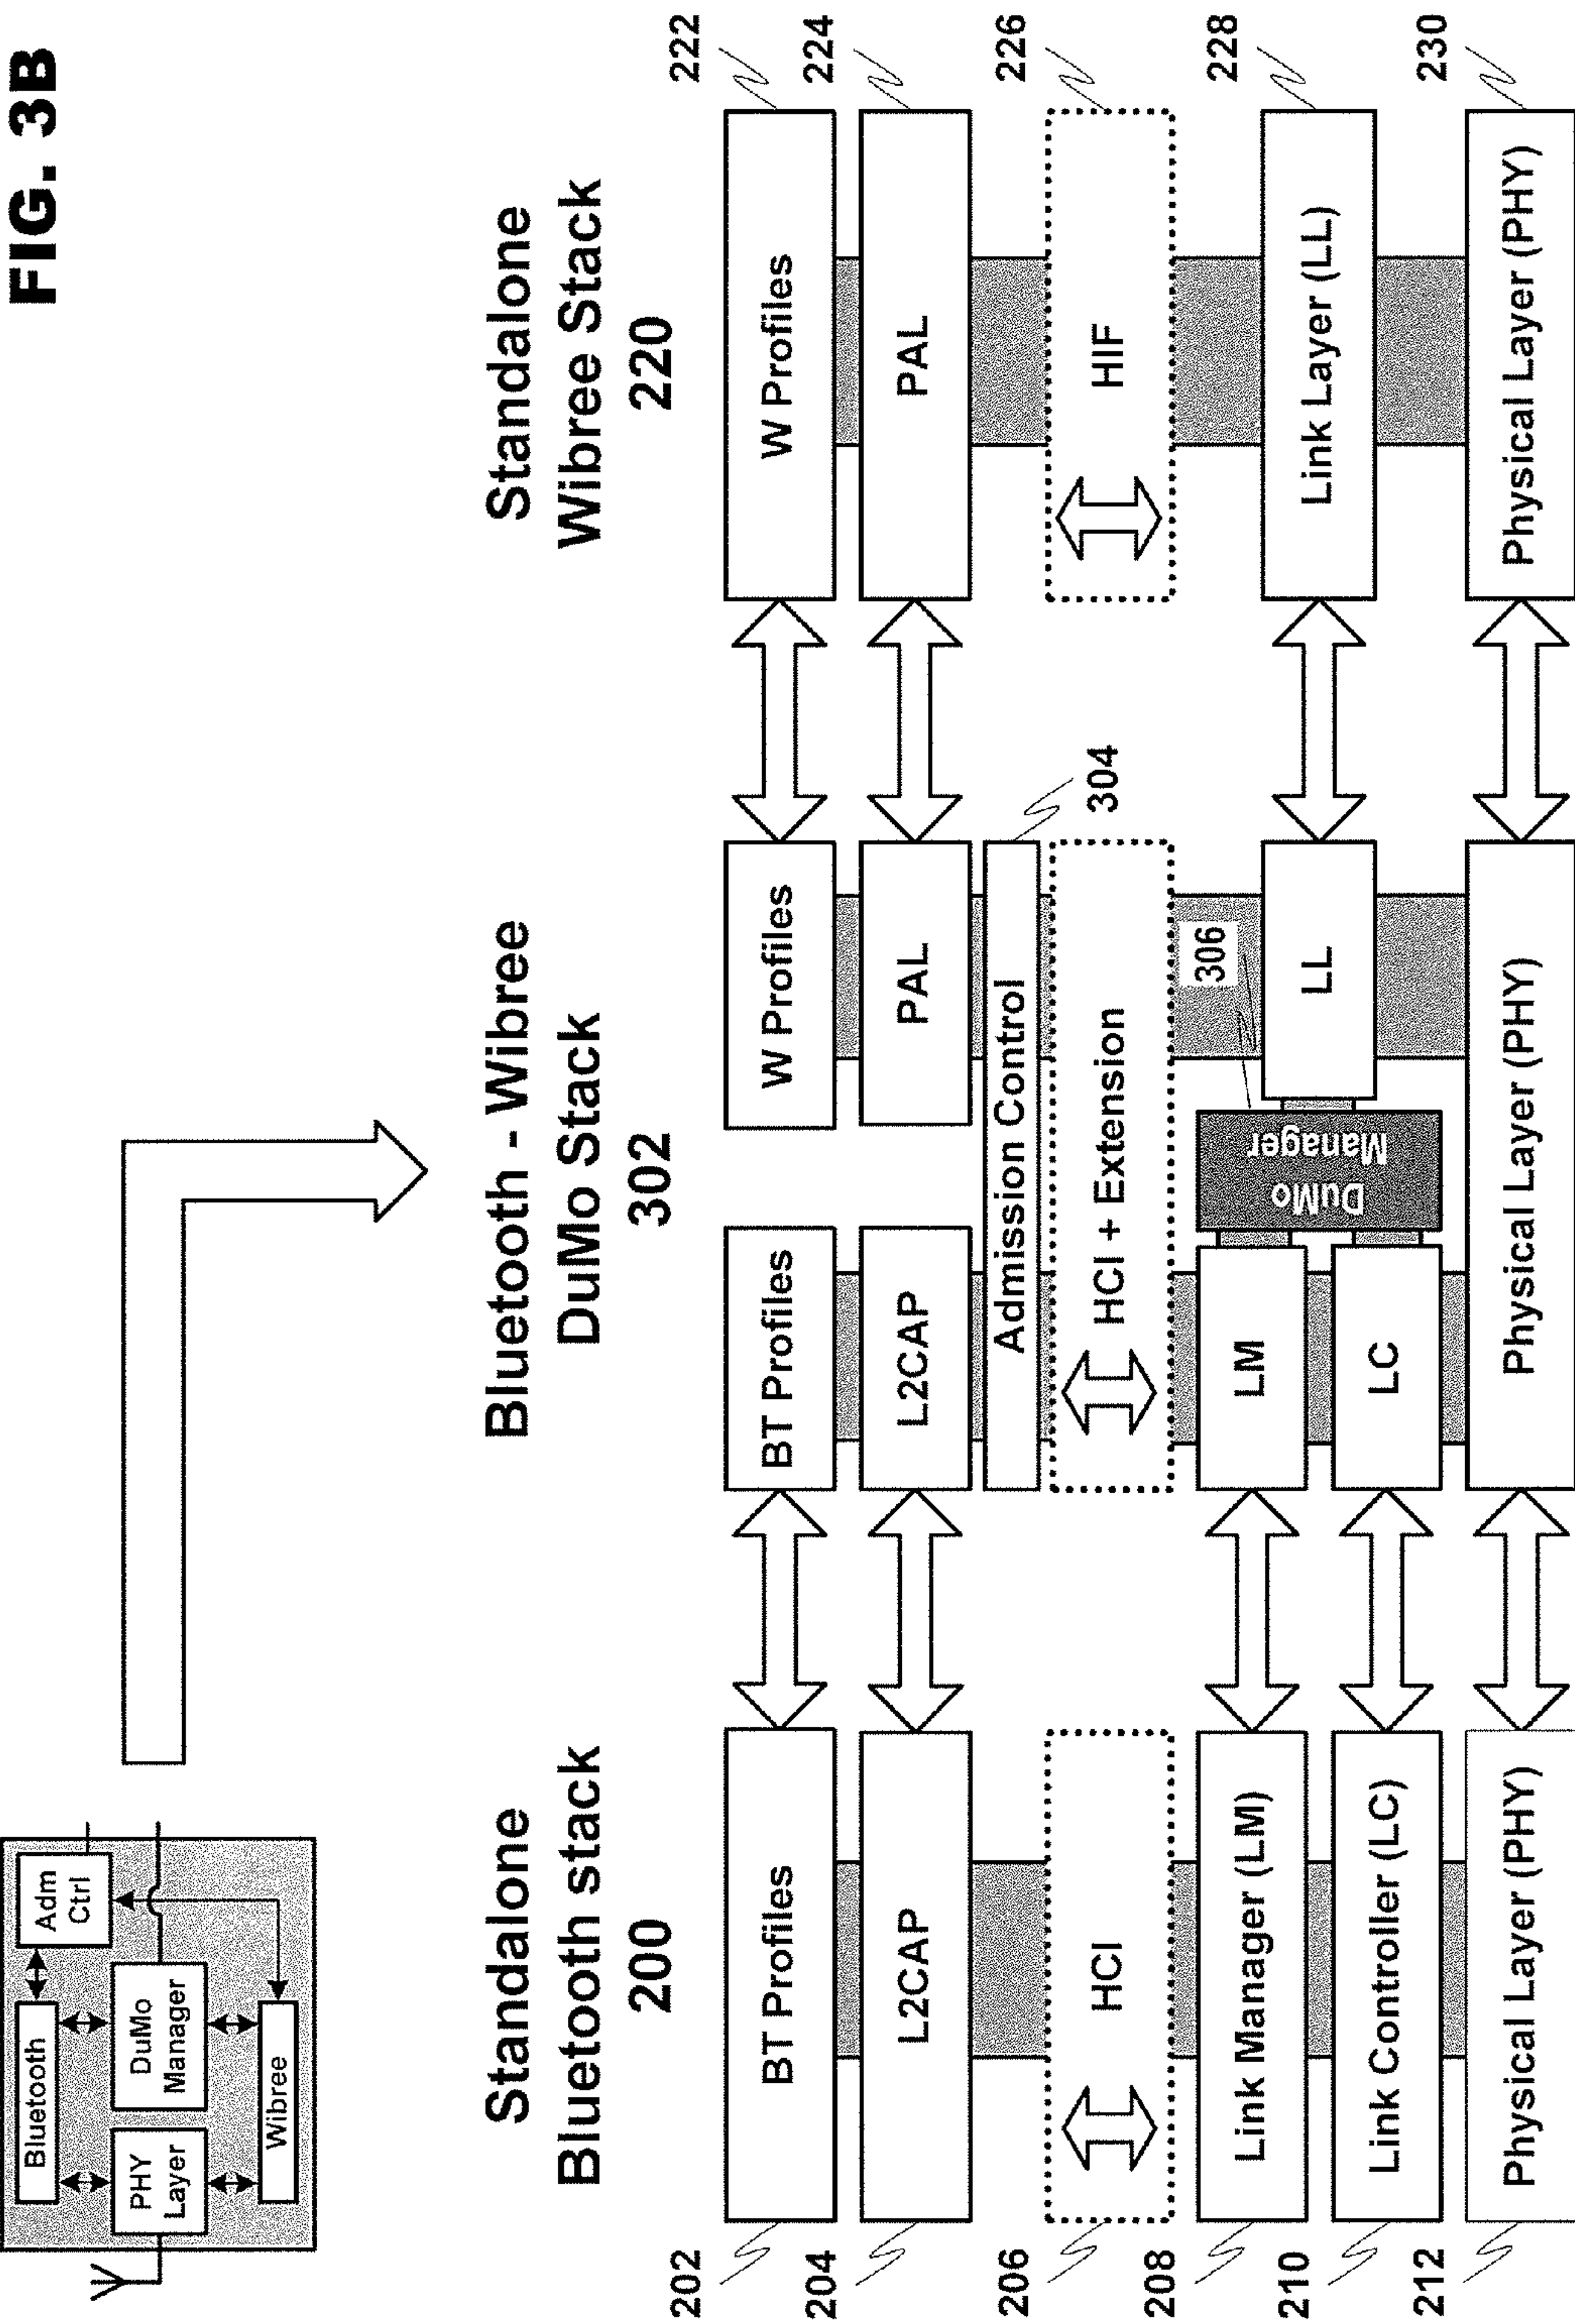 FIG. 3B
Bluetooth
Adm
Ctrl
PHY
Layer
DuMo
Manager
Wibree
Standalone
Bluetooth stack
200
Bluetooth - Wibree
DuMo Stack
302
Standalone
Wibree Stack
220
202
BT Profiles
BT Profiles
W Profiles
W Profiles
222
204
L2CAP
L2CAP
PAL
PAL
224
Admission Control
304
206
HCI
HCI + Extension
HIF
226
208
Link Manager (LM)
LM
DuMo
Manager
306
LL
Link Layer (LL)
228
210
Link Controller (LC)
LC
212
Physical Layer (PHY)
Physical Layer (PHY)
Physical Layer (PHY)
230